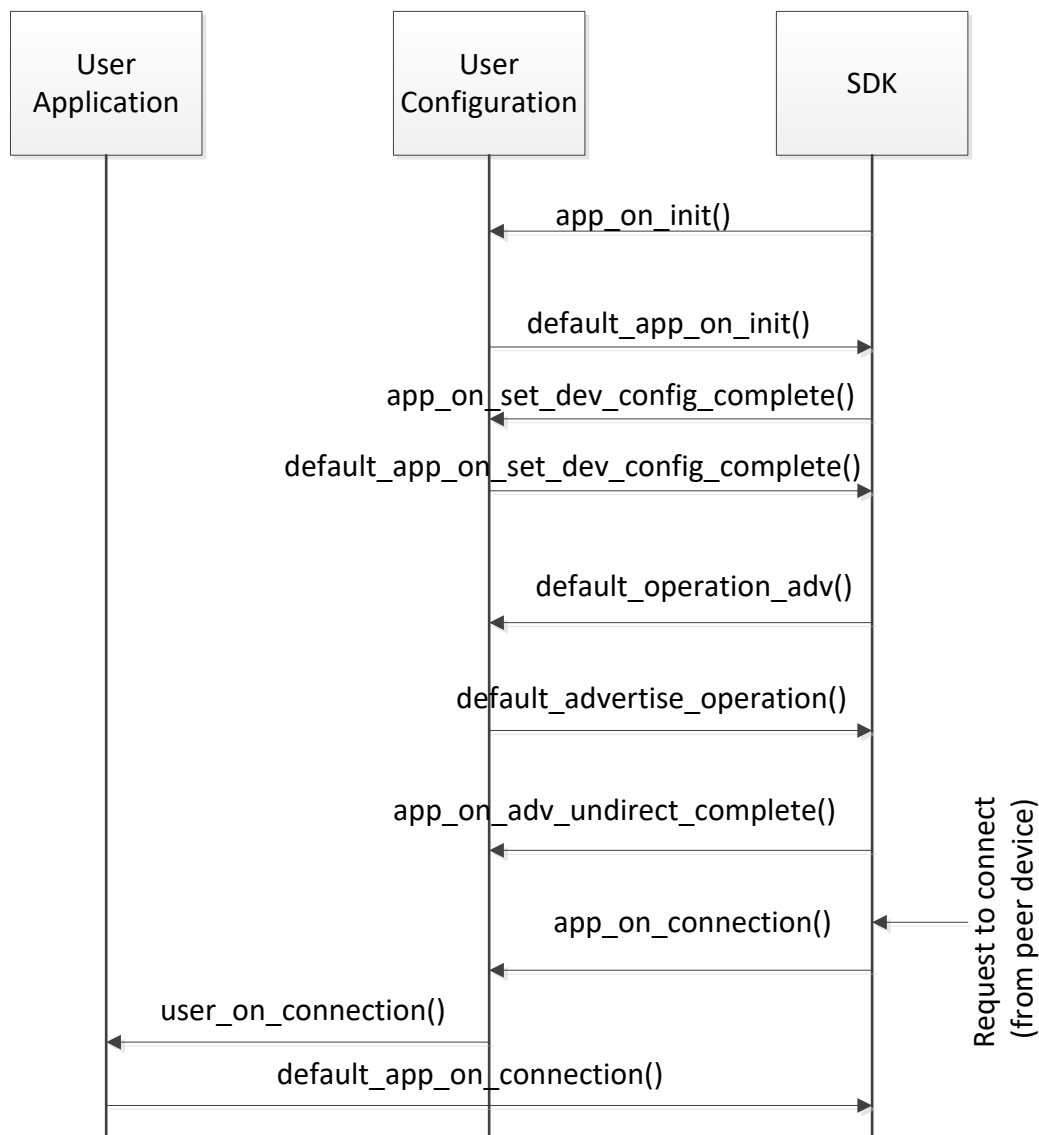 User
Application
User
Configuration
SDK
app_on_init()
default_app_on_init()
app_on_set_dev_config_complete()
default_app_on_set_dev_config_complete()
default_operation_adv()
default_advertise_operation()
app_on_adv_undirect_complete()
Request to connect
(from peer device)
app_on_connection()
user_on_connection()
default_app_on_connection()